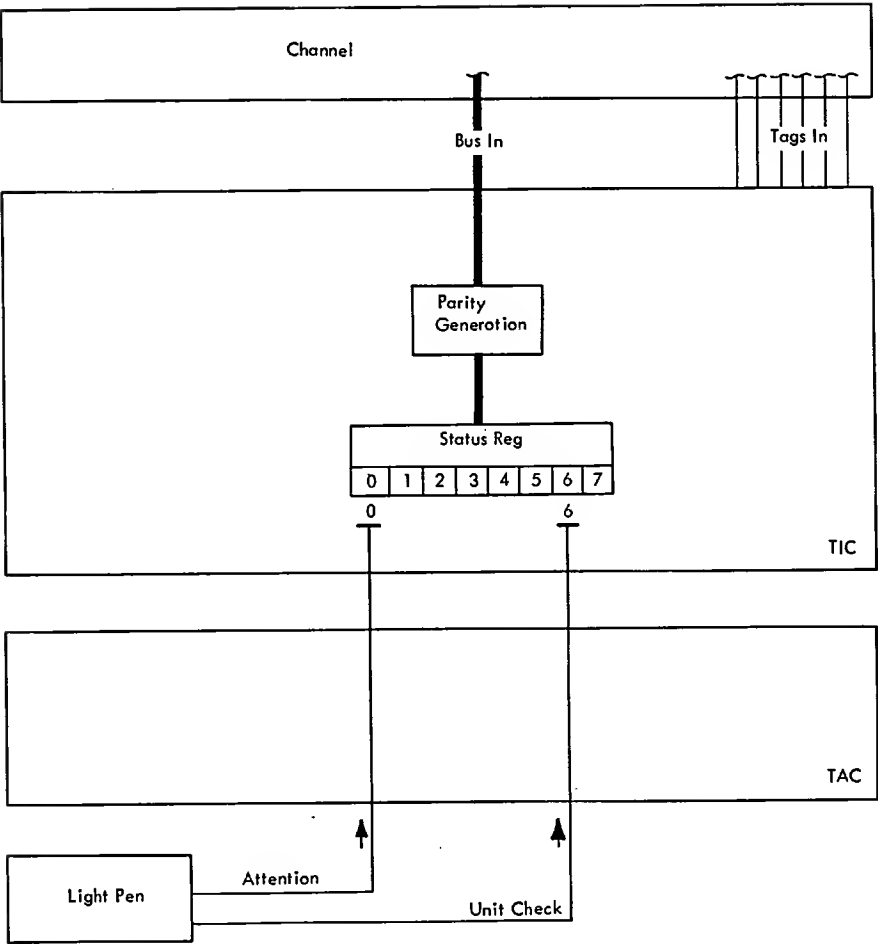 Channel
Bus In
Tags In
Parity
Generotion
Status Reg
0 1 2 3 4 5 6 7
0 6
TIC
TAC
Light Pen
Attention
Unit Check